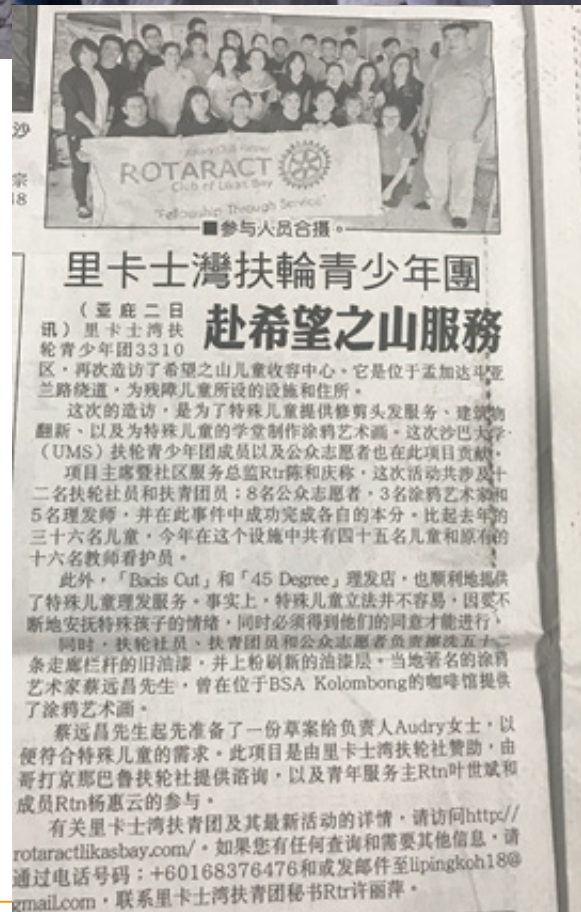 沙
宗
18
ROTARACT
Club of Likas Bay
"Fellowship Through Service"
■参与人员合摄。
里卡士灣扶輪青少年團
赴希望之山服務
（亚庇二日
讯）里卡士湾扶
轮青少年团3310
区，再次造访了希望之山儿童收容中心。它是位于孟加达斗亚
兰路绕道，为残障儿童所设的设施和住所。
这次的造访，是为了特殊儿童提供修剪头发服务、建筑物
翻新、以及为特殊儿童的学堂制作涂鸦艺术画。这次沙巴大学
（UMS）扶轮青少年团成员以及公众志愿者也在此项目贡献。
项目主席暨社区服务总监Rtr陈和庆称，这次活动共涉及十
二名扶轮社员和扶青团员；8名公众志愿者，3名涂鸦艺术家和
5名理发师，并在此事件中成功完成各自的本分。比起去年的
三十六名儿童，今年在这个设施中共有四十五名儿童和原有的
十六名教师看护员。
此外，「Bacis Cut」和「45 Degree」理发店，也顺利地提供
了特殊儿童理发服务。事实上，特殊儿童立法并不容易，因要不
断地安抚特殊孩子的情绪，同时必须得到他们的同意才能进行。
同时，扶轮社员、扶青团员和公众志愿者负责擦洗五十二
条走廊栏杆的旧油漆，并上粉刷新的油漆层。当地著名的涂鸦
艺术家蔡远昌先生，曾在位于BSA Kolombong的咖啡馆提供
了涂鸦艺术画。
蔡远昌先生起先准备了一份草案给负责人Audry女士，以
便符合特殊儿童的需求。此项目是由里卡士湾扶轮社赞助，由
哥打京那巴鲁扶轮社提供谘询，以及青年服务主Rtn叶世斌和
成员Rtn杨惠云的参与。
有关里卡士湾扶青团及其最新活动的详情，请访问http://
rotaractlikasbay.com/。如果您有任何查询和需要其他信息，请
通过电话号码：+60168376476和或发邮件至lipingkoh18@
gmail.com，联系里卡士湾扶青团秘书Rtr许丽萍。